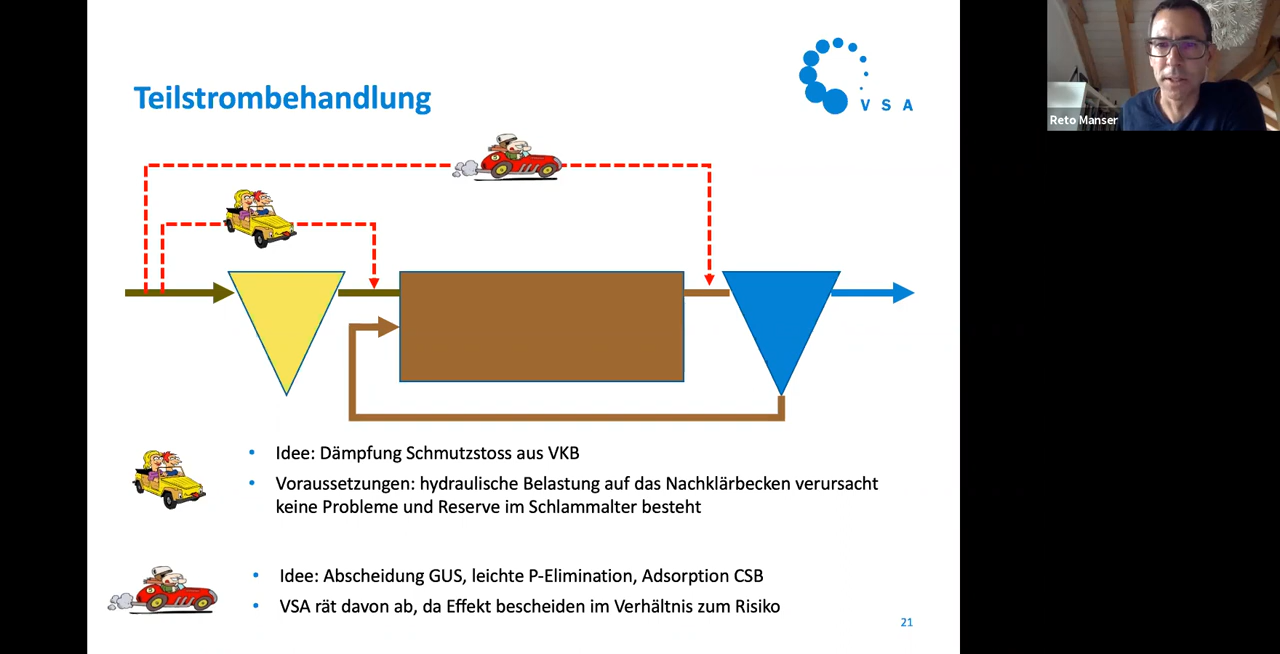 Teilstrombehandlung
VSA
Reto Manser
• Idee: Dämpfung Schmutzstoss aus VKB
• Voraussetzungen: hydraulische Belastung auf das Nachklärbecken verursacht
keine Probleme und Reserve im Schlammalter besteht
• Idee: Abscheidung GUS, leichte P-Elimination, Adsorption CSB
• VSA rät davon ab, da Effekt bescheiden im Verhältnis zum Risiko
21